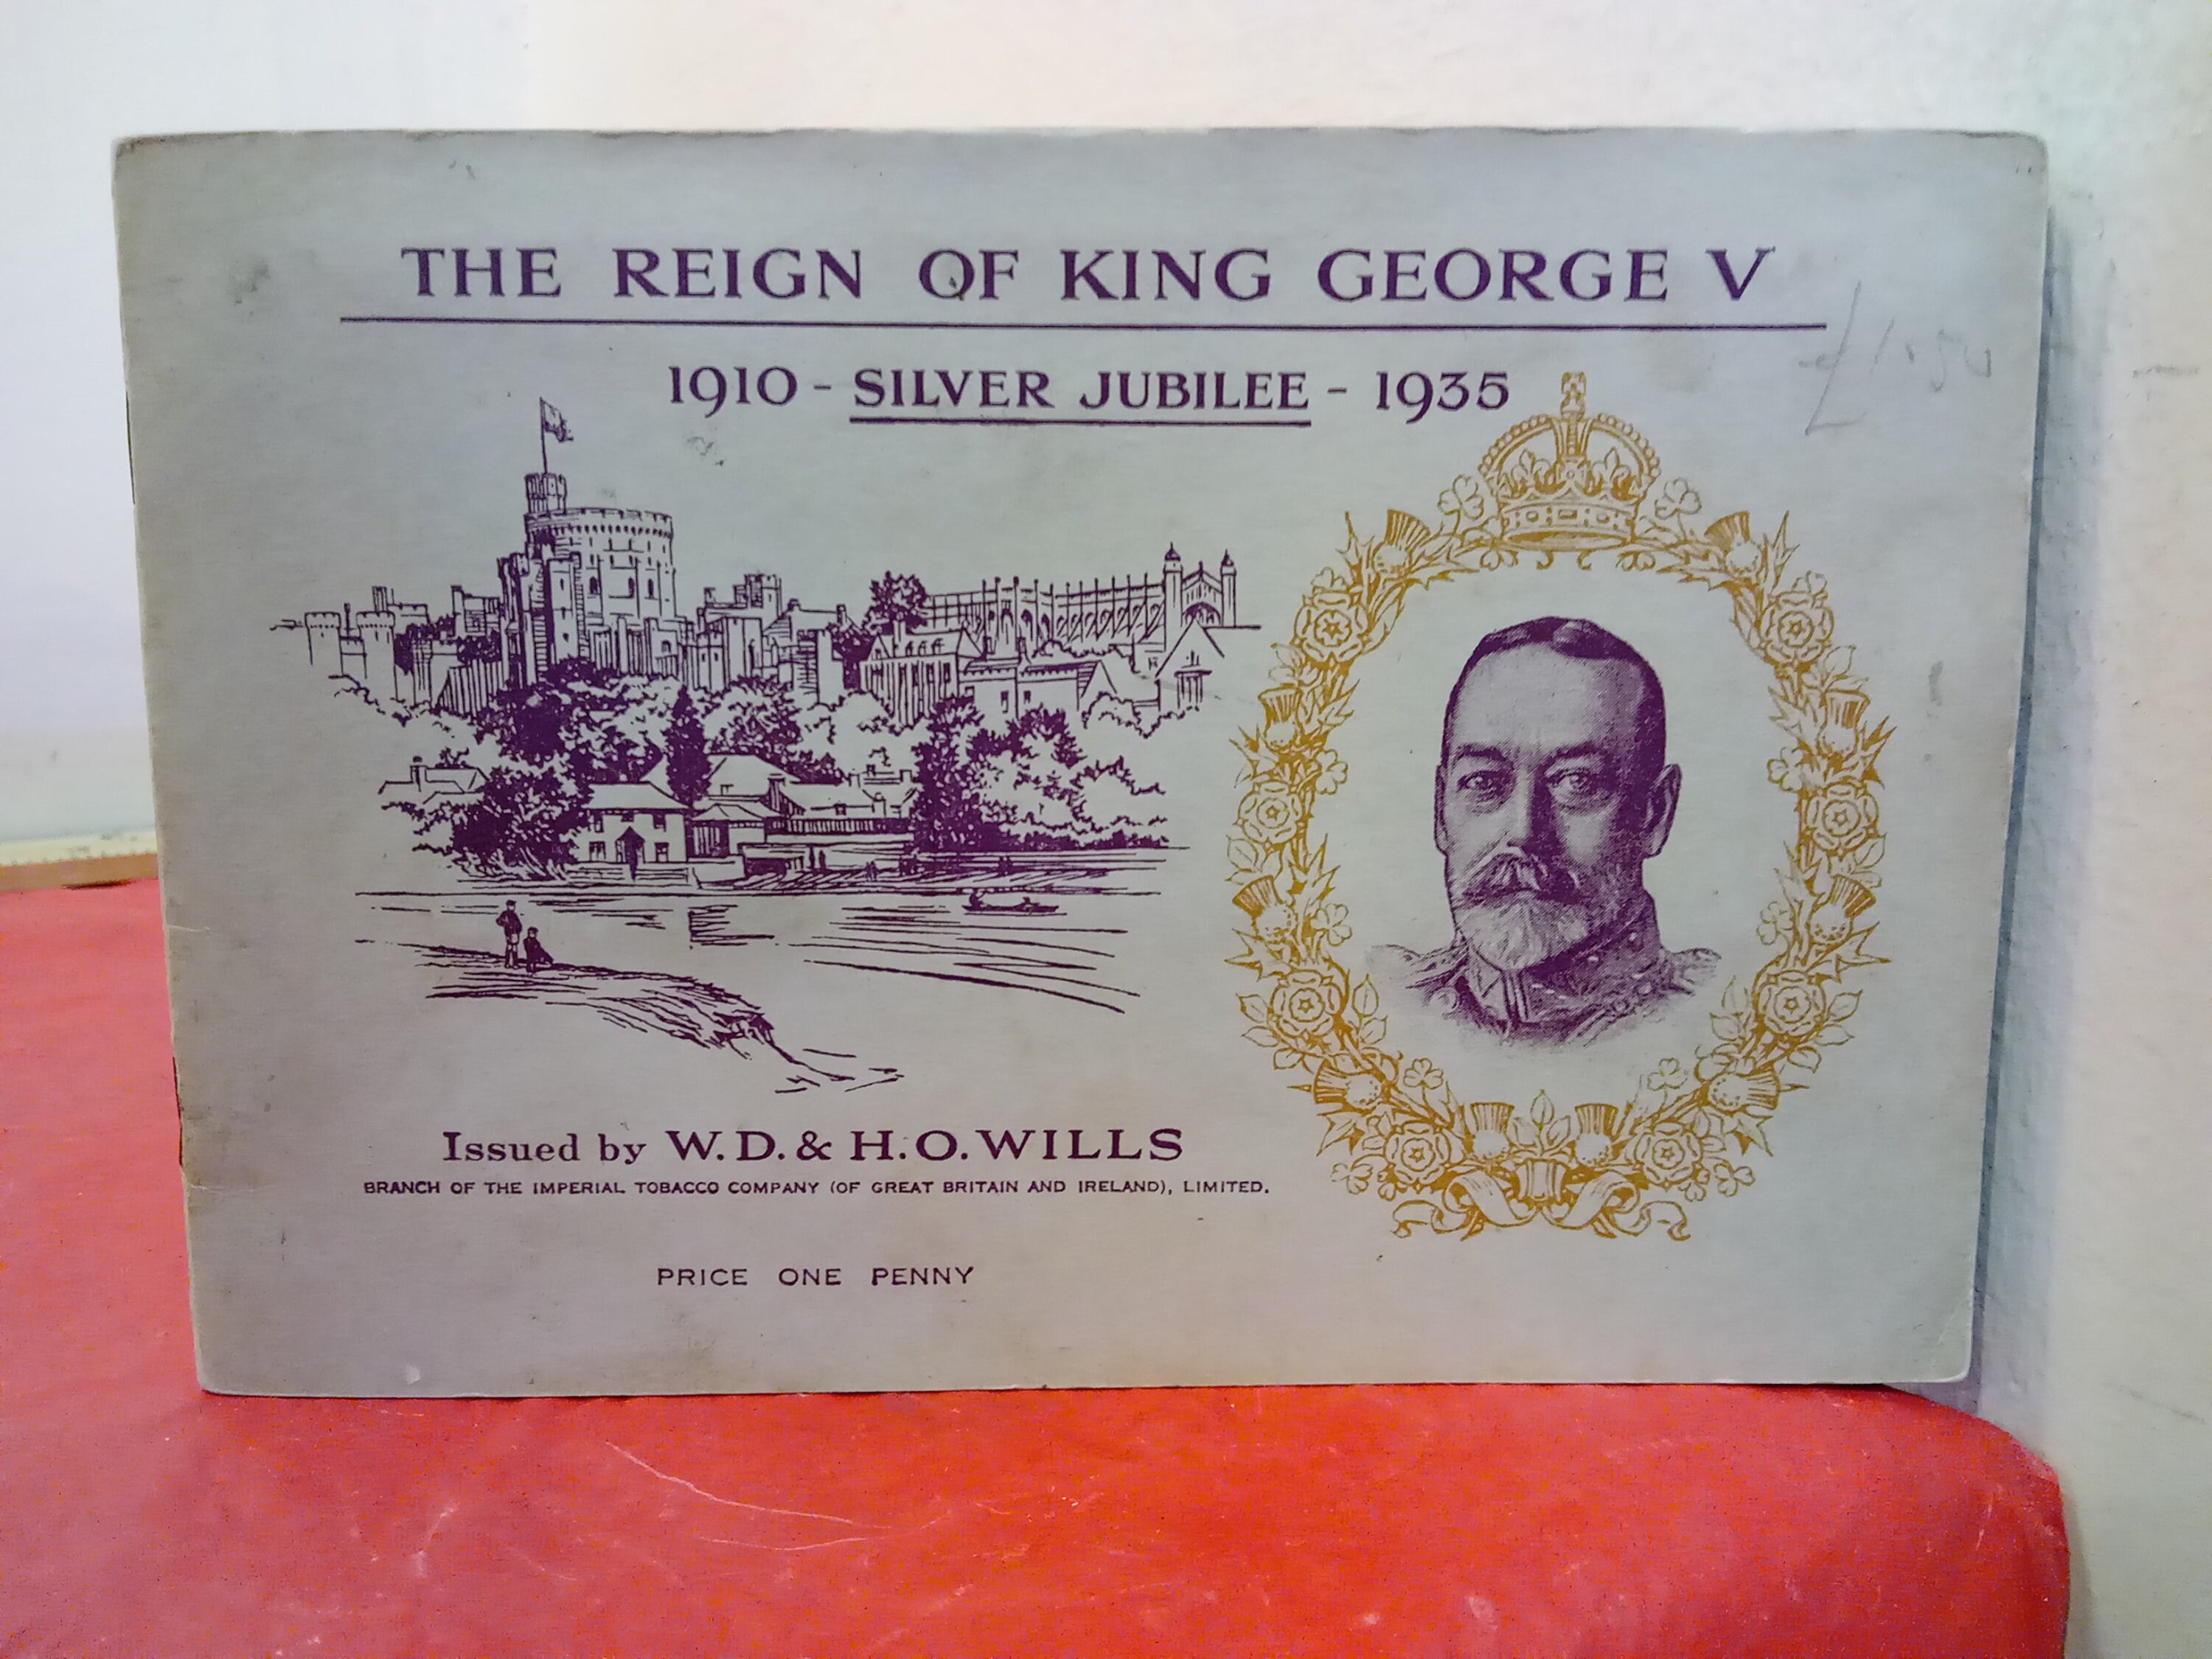 THE REIGN OF KING GEORGE V
1910 - SILVER JUBILEE - 1935
Issued by W.D. & H.O. WILLS
BRANCH OF THE IMPERIAL TOBACCO COMPANY (OF GREAT BRITAIN AND IRELAND), LIMITED.
PRICE ONE PENNY